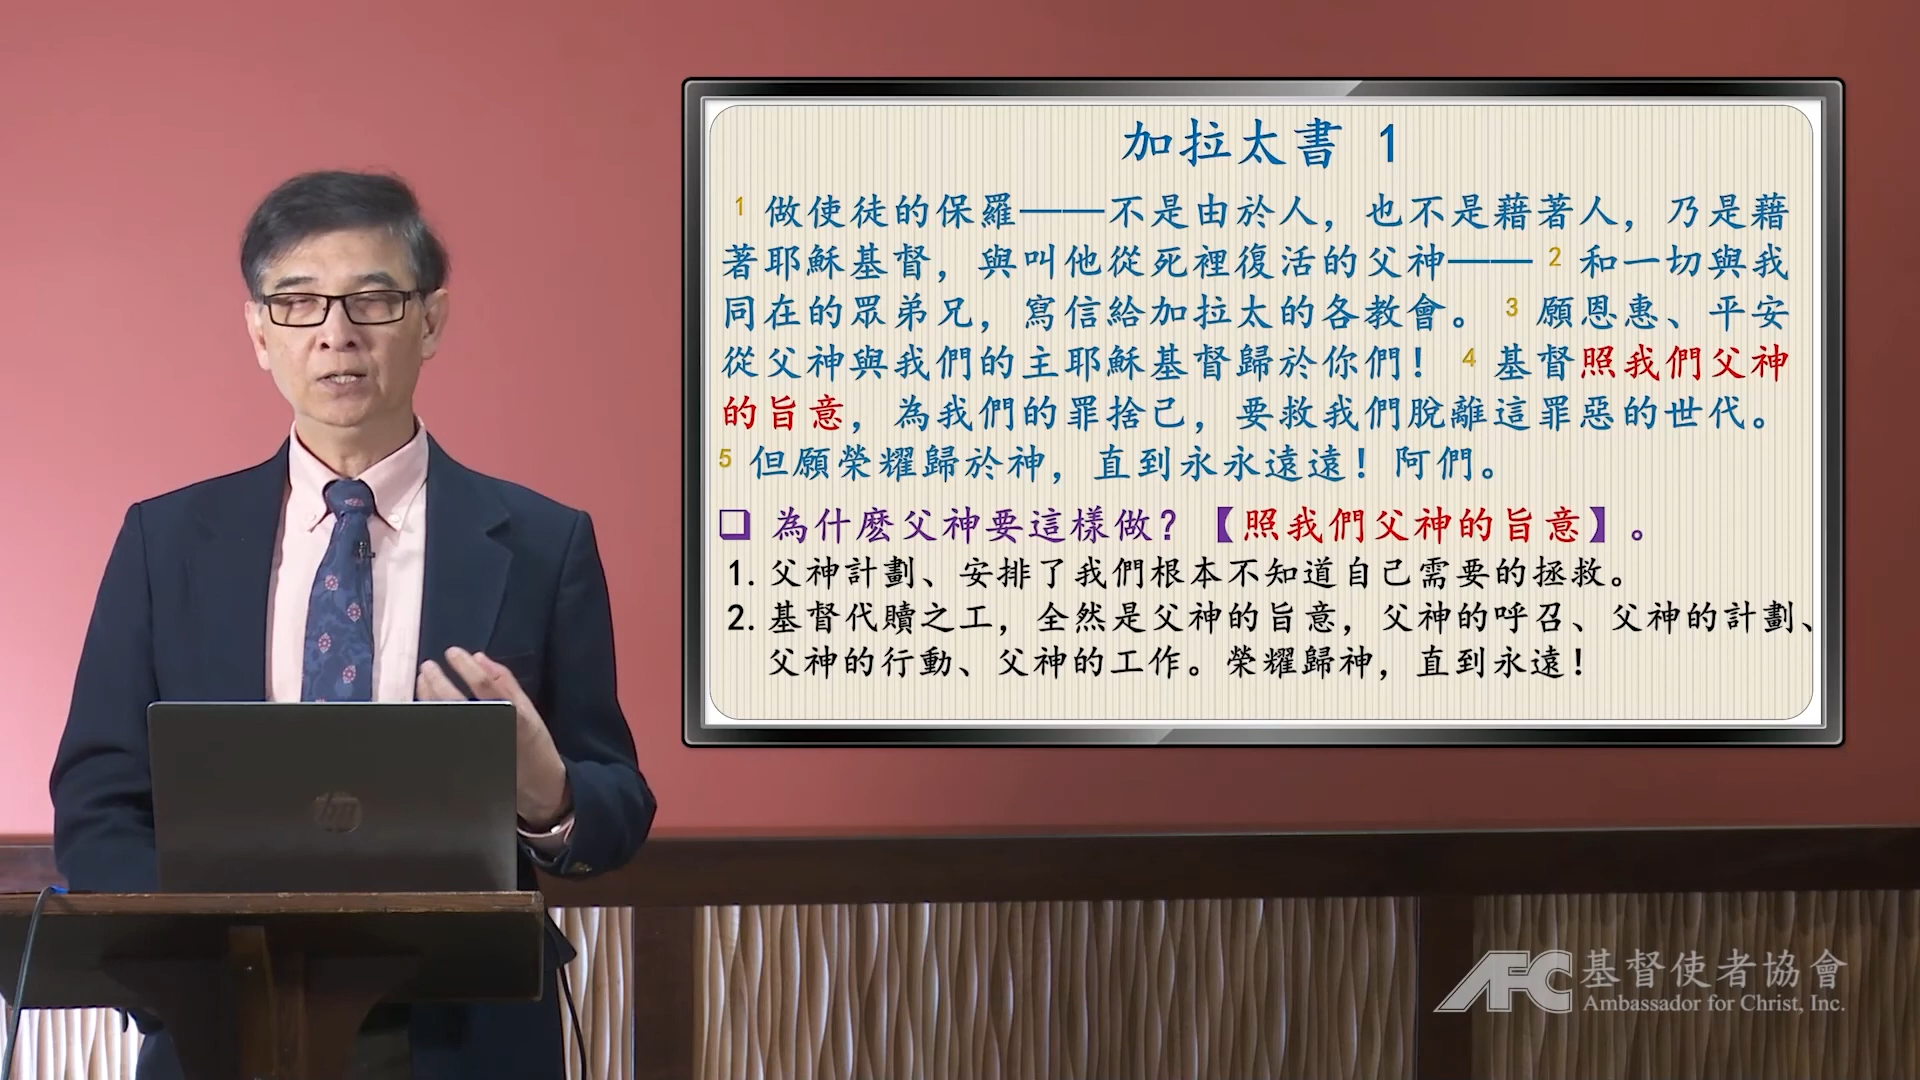 加拉太書 1
1 做使徒的保羅——不是由於人，也不是藉著人，乃是藉
著耶穌基督，與叫他從死裡復活的父神—— 2 和一切與我
同在的眾弟兄，寫信給加拉太的各教會。 3 願恩惠、平安
從父神與我們的主耶穌基督歸於你們！ 4 基督照我們父神
的旨意，為我們的罪捨己，要救我們脫離這罪惡的世代。
5 但願榮耀歸於神，直到永永遠遠！阿們。
❑ 為什麼父神要這樣做？【照我們父神的旨意】。
1. 父神計劃、安排了我們根本不知道自己需要的拯救。
2. 基督代贖之工，全然是父神的旨意，父神的呼召、父神的計劃、
父神的行動、父神的工作。榮耀歸神，直到永遠！
hp
AFC 基督使者協會
Ambassador for Christ, Inc.